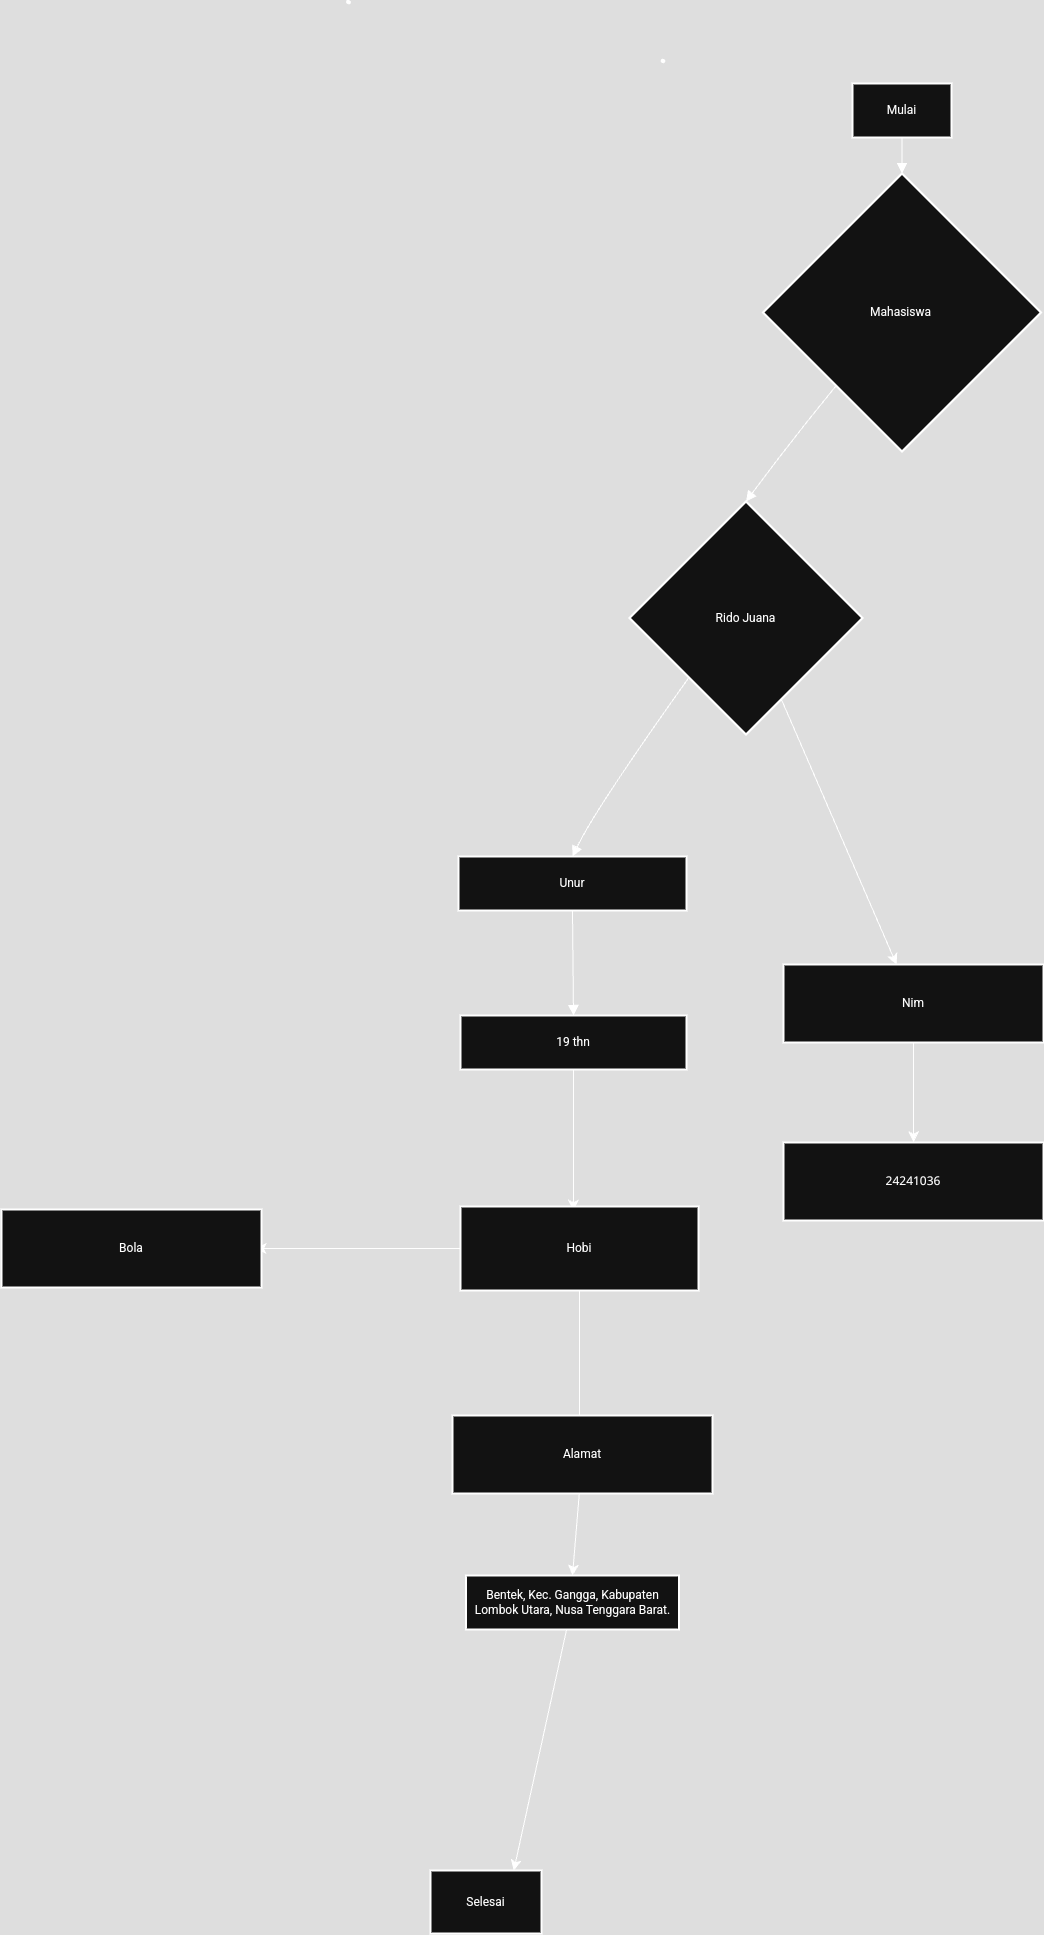 Mulai
Mahasiswa
Rido Juana
Unur
Nim
19 thn
24241036
Bola
Hobi
Alamat
Bentek, Kec. Gangga, Kabupaten
Lombok Utara, Nusa Tenggara Barat.
Selesai